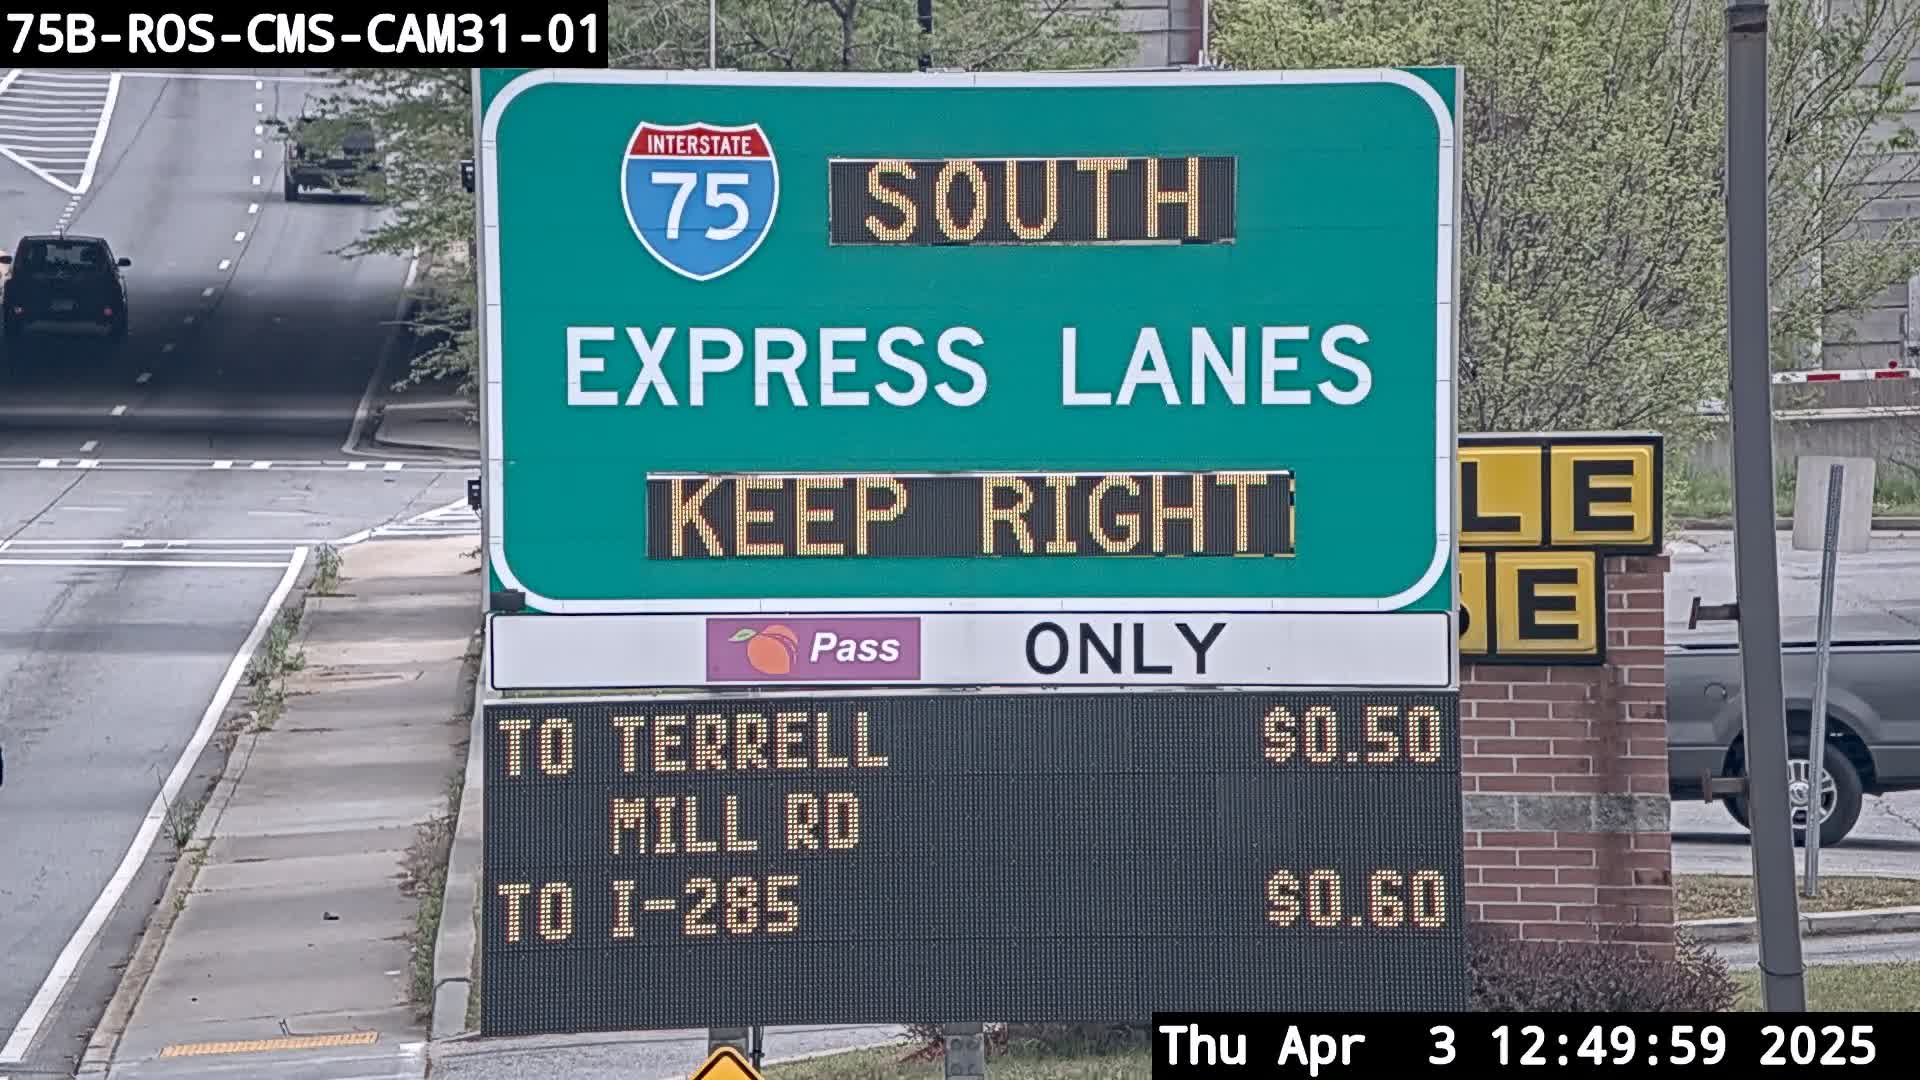 75B-ROS-CMS-CAM31-01
INTERSTATE
75
SOUTH
EXPRESS LANES
KEEP RIGHT
Pass ONLY
TO TERRELL $0.50
MILL RD
TO I-285 $0.60
LE
E
Thu Apr 3 12:49:59 2025